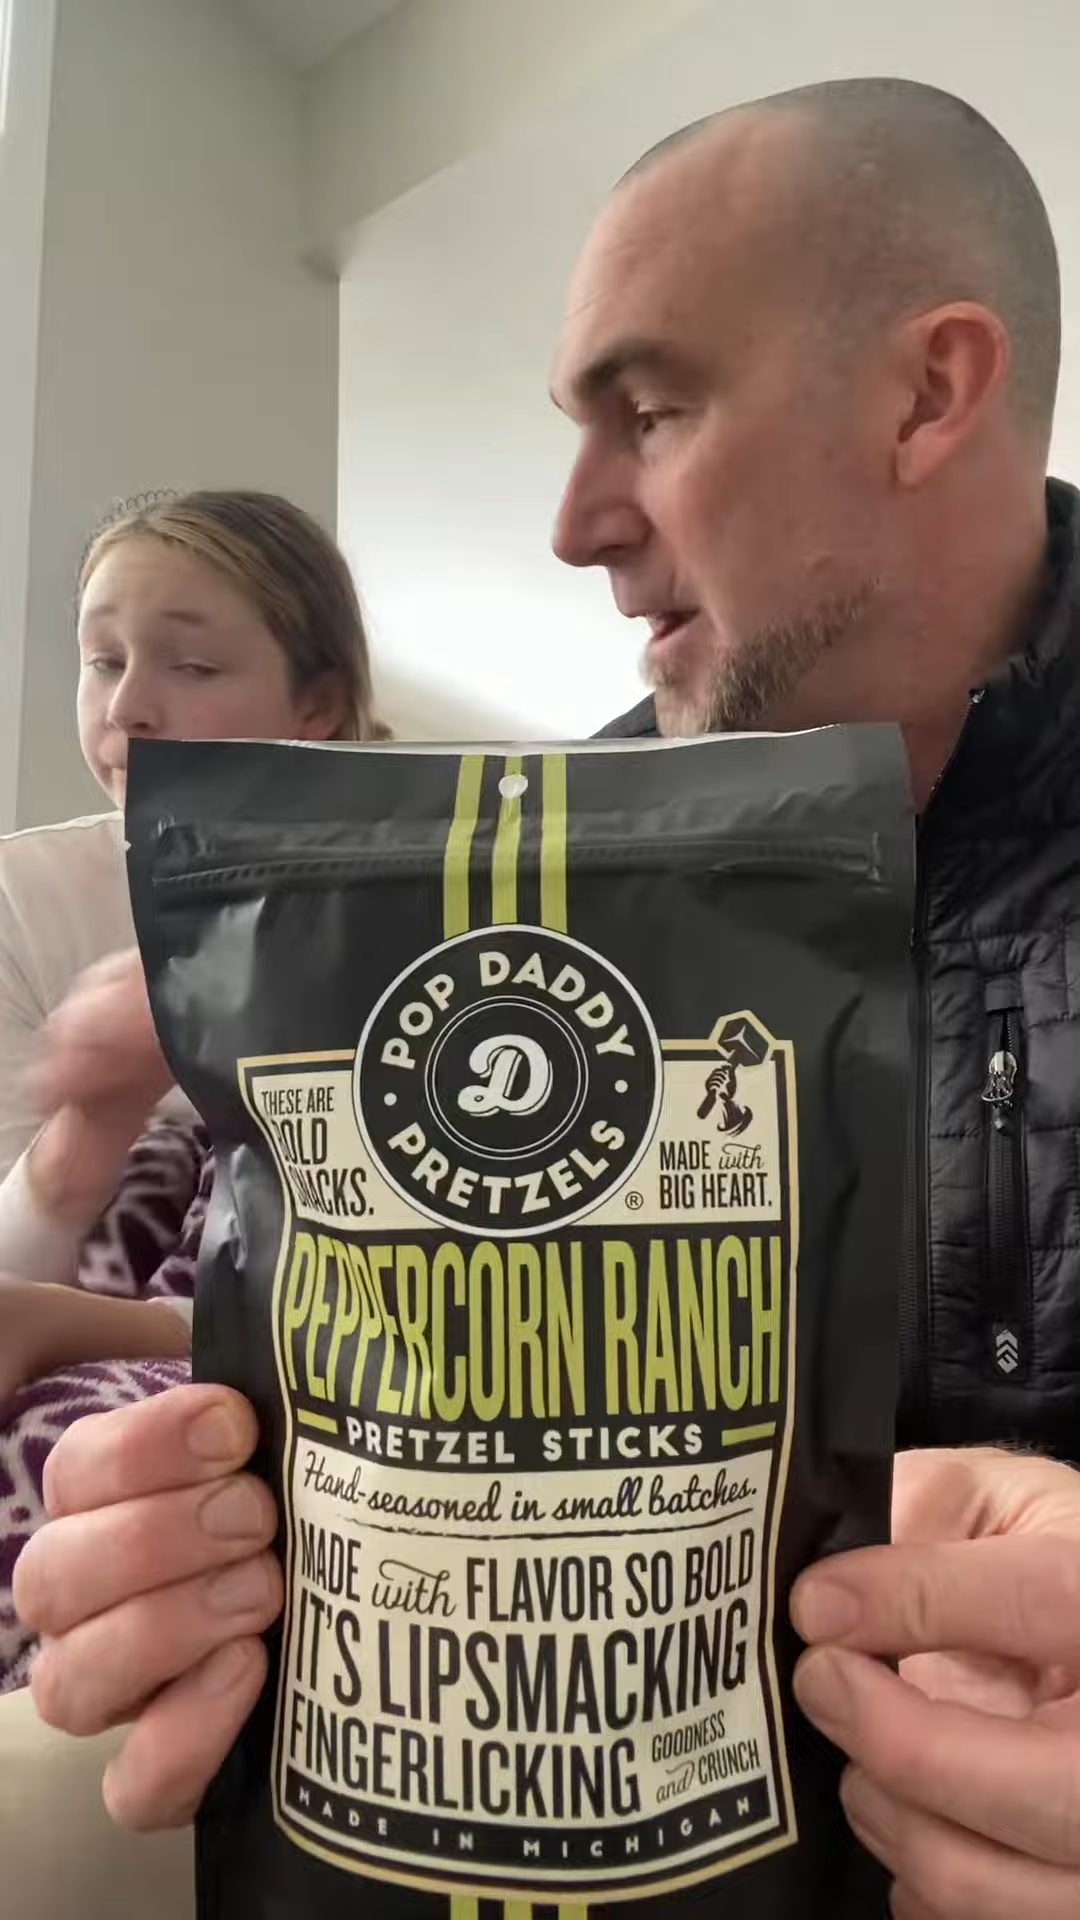 POP DADDY
D
PRETZELS
®
THESE ARE
BOLD
SNACKS.
MADE with
BIG HEART.
PEPPERCORN RANCH
PRETZEL STICKS
Hand-seasoned in small batches.
MADE with FLAVOR SO BOLD
IT'S LIPSMACKING
FINGERLICKING GOODNESS
and CRUNCH
MADE IN MICHIGAN